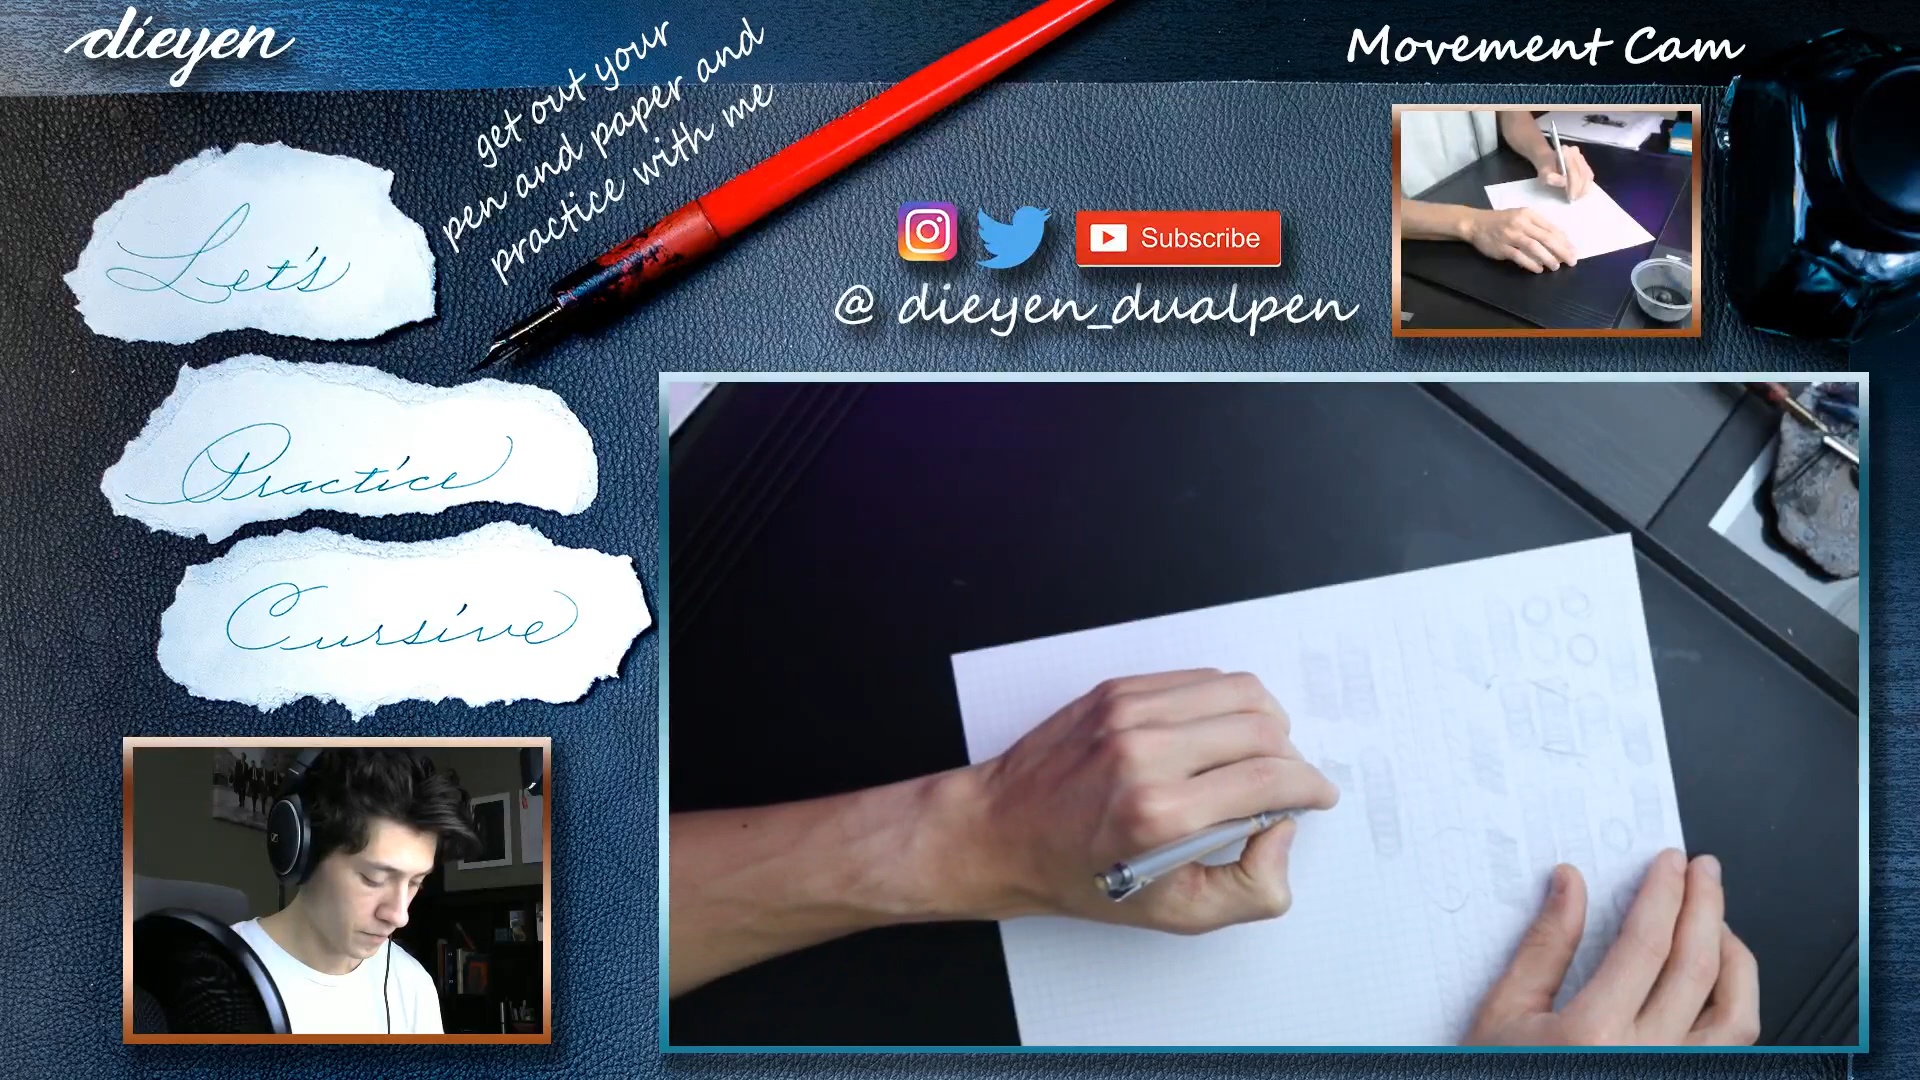 dieyen
get out your
pen and paper and
practice with me
Movement Cam
Let's
Practice
Cursive
Subscribe
@ dieyen_dualpen